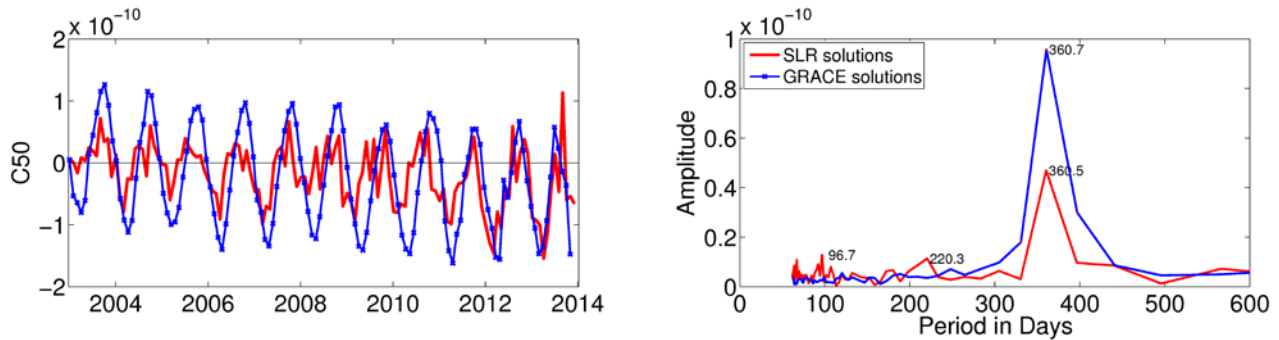 2 x 10⁻¹⁰
1
0
−1
−2
C50
2004 2006 2008 2010 2012 2014
1 x 10⁻¹⁰
0.8
0.6
0.4
0.2
0
Amplitude
SLR solutions
GRACE solutions
360.7
360.5
96.7
220.3
0 100 200 300 400 500 600
Period in Days